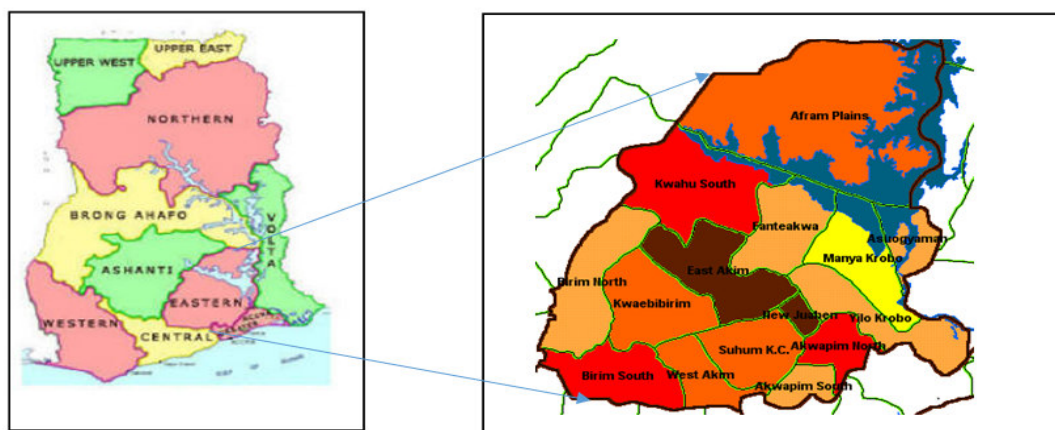 UPPER EAST
UPPER WEST
NORTHERN
BRONG AHAFO
VOLTA
ASHANTI
EASTERN
WESTERN
CENTRAL
Afram Plains
Kwahu South
Fanteakwa
Asuogyaman
Manya Krobo
East Akim
Birim North
Kwaebibirim
New Juaben
Yilo Krobo
Akwapim North
Suhum K.C.
Birim South
West Akim
Akwapim South